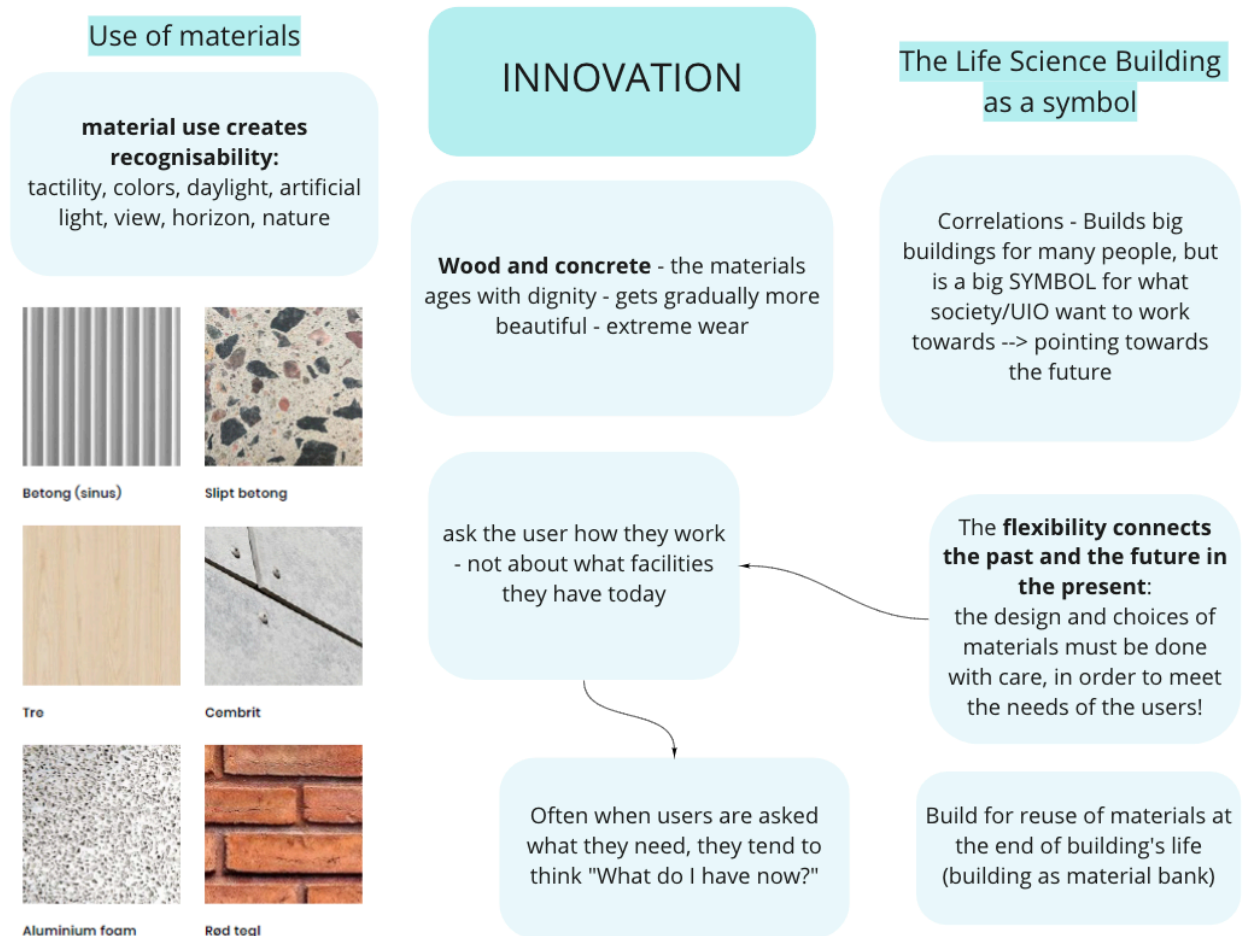 Use of materials
material use creates
recognisability:
tactility, colors, daylight, artificial
light, view, horizon, nature
Betong (sinus)
Slipt betong
Tre
Cembrit
Aluminium foam
Rød tegl
INNOVATION
Wood and concrete - the materials
ages with dignity - gets gradually more
beautiful - extreme wear
ask the user how they work
- not about what facilities
they have today
Often when users are asked
what they need, they tend to
think "What do I have now?"
The Life Science Building
as a symbol
Correlations - Builds big
buildings for many people, but
is a big SYMBOL for what
society/UIO want to work
towards --> pointing towards
the future
The flexibility connects
the past and the future in
the present:
the design and choices of
materials must be done
with care, in order to meet
the needs of the users!
Build for reuse of materials at
the end of building's life
(building as material bank)